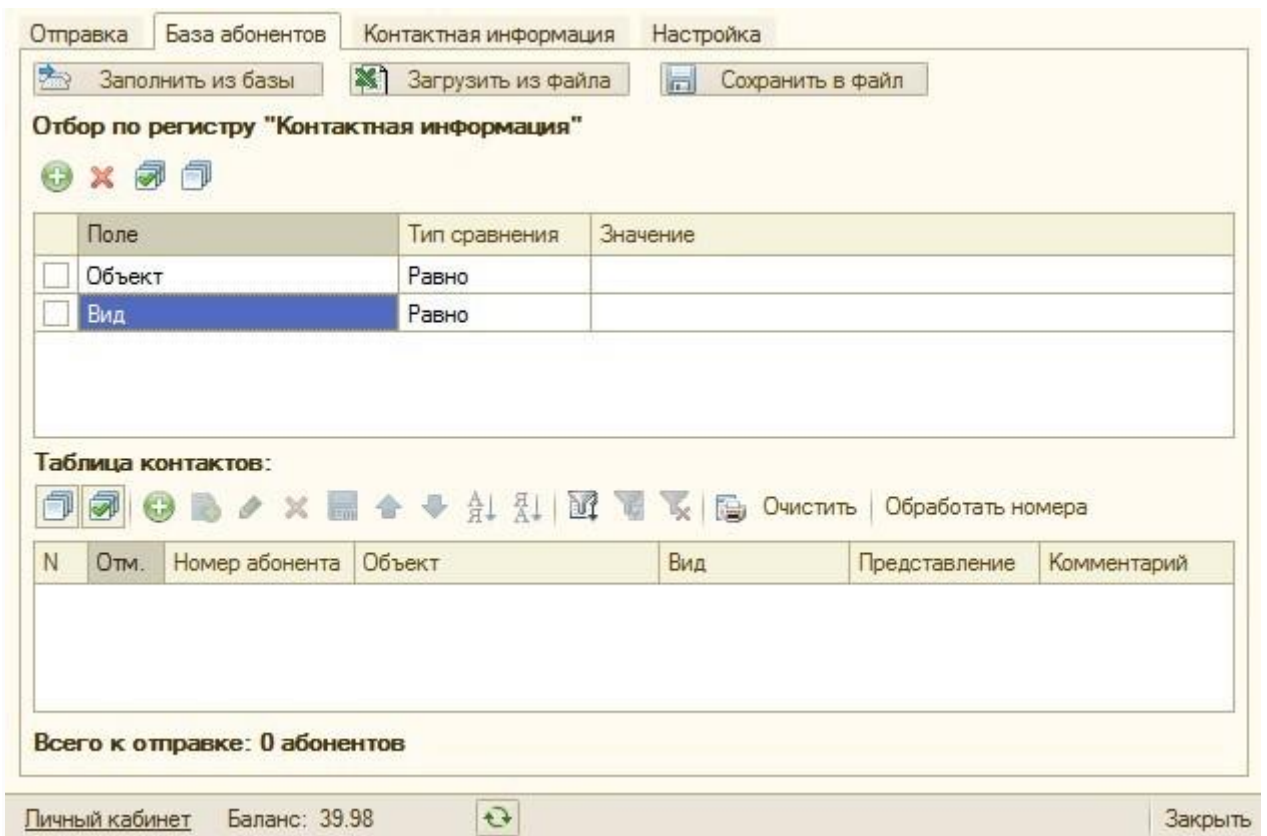 Отправка База абонентов Контактная информация Настройка
Заполнить из базы Загрузить из файла Сохранить в файл
Отбор по регистру "Контактная информация"
Поле Тип сравнения Значение
Объект Равно
Вид Равно
Таблица контактов:
Очистить Обработать номера
N Отм. Номер абонента Объект Вид Представление Комментарий
Всего к отправке: 0 абонентов
Личный кабинет Баланс: 39.98 Закрыть